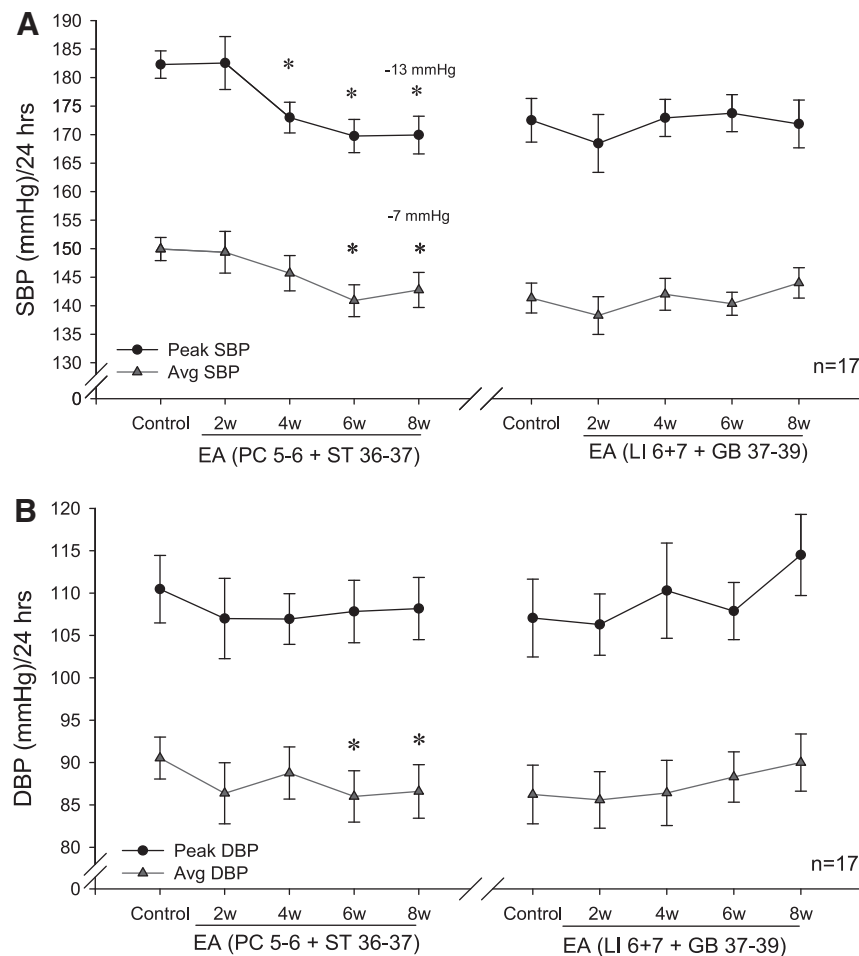 A
SBP (mmHg)/24 hrs
190
185
180
175
170
165
160
155
150
145
140
135
130
0
* * *
-13 mmHg
-7 mmHg
* *
Peak SBP
Avg SBP
n=17
Control 2w 4w 6w 8w Control 2w 4w 6w 8w
EA (PC 5-6 + ST 36-37) EA (LI 6+7 + GB 37-39)
B
DBP (mmHg)/24 hrs
120
115
110
105
100
95
90
85
80
0
* *
Peak DBP
Avg DBP
n=17
Control 2w 4w 6w 8w Control 2w 4w 6w 8w
EA (PC 5-6 + ST 36-37) EA (LI 6+7 + GB 37-39)